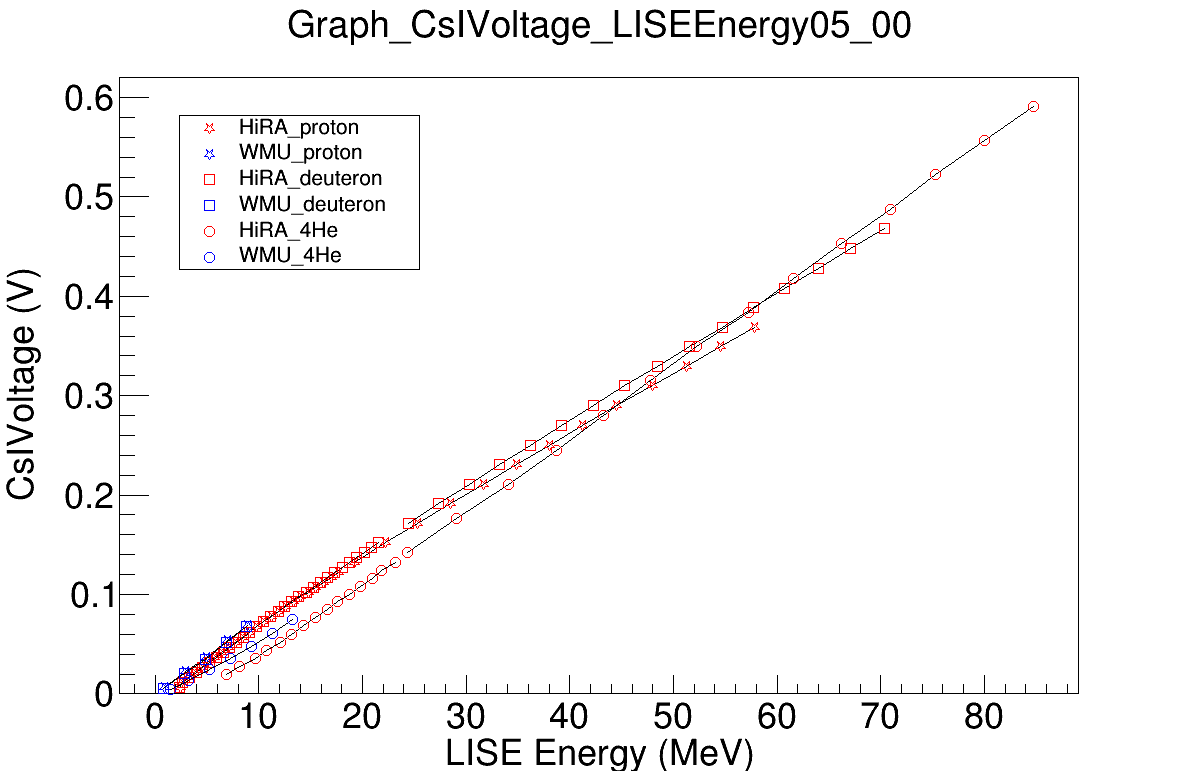 Graph_CsIVoltage_LISEEnergy05_00
CsIVoltage (V)
0.6
0.5
0.4
0.3
0.2
0.1
0
HiRA_proton
WMU_proton
HiRA_deuteron
WMU_deuteron
HiRA_4He
WMU_4He
0 10 20 30 40 50 60 70 80
LISE Energy (MeV)